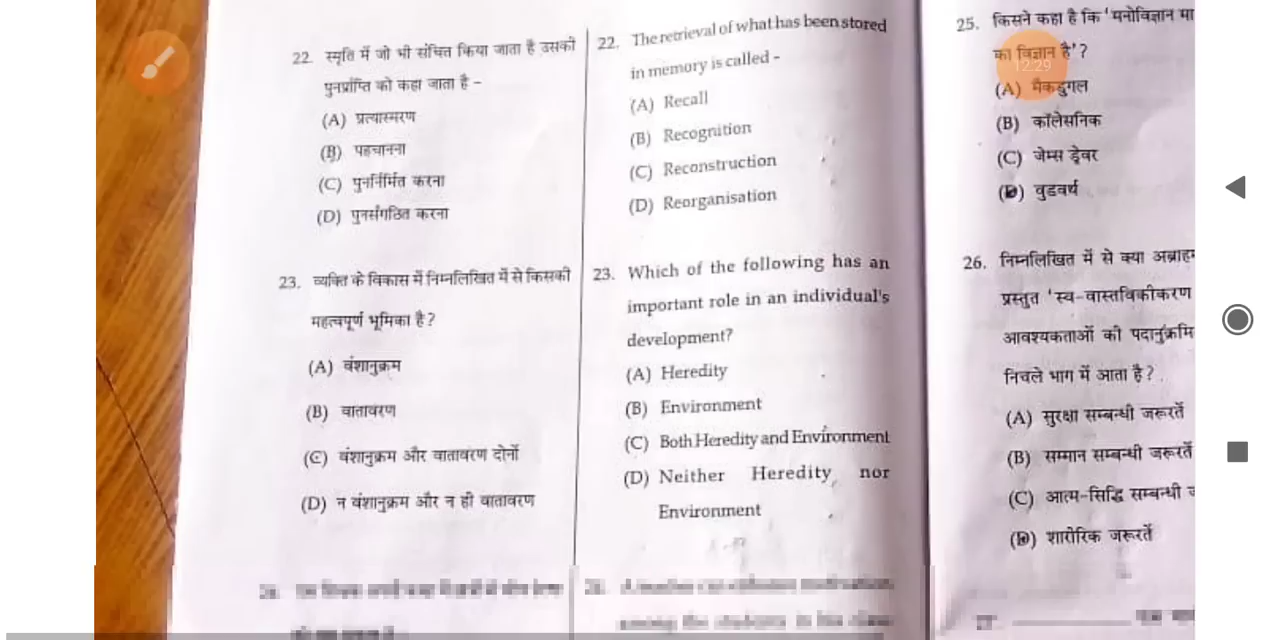 22. स्मृति में जो भी संचित किया जाता है उसकी
पुनर्प्राप्ति को कहा जाता है –
(A) प्रत्यास्मरण
(B) पहचानना
(C) पुनर्निर्मित करना
(D) पुनर्संगठित करना
23. व्यक्ति के विकास में निम्नलिखित में से किसकी
महत्वपूर्ण भूमिका है?
(A) वंशानुक्रम
(B) वातावरण
(C) वंशानुक्रम और वातावरण दोनों
(D) न वंशानुक्रम और न ही वातावरण
22. The retrieval of what has been stored
in memory is called -
(A) Recall
(B) Recognition
(C) Reconstruction
(D) Reorganisation
23. Which of the following has an
important role in an individual's
development?
(A) Heredity
(B) Environment
(C) Both Heredity and Environment
(D) Neither Heredity nor
Environment
25. किसने कहा है कि 'मनोविज्ञान
का विज्ञान है'?
12:29
(A) मैकडुगल
(B) कॉलेसनिक
(C) जेम्स ड्रेवर
(D) वुडवर्थ
26. निम्नलिखित में से क्या
प्रस्तुत 'स्व-वास्तविकीकरण
आवश्यकताओं की
निचले भाग में आता है?
(A) सुरक्षा सम्बन्धी जरूरतें
(B) सम्मान सम्बन्धी जरूरतें
(C) आत्म-सिद्धि सम्बन्धी
(D) शारीरिक जरूरतें